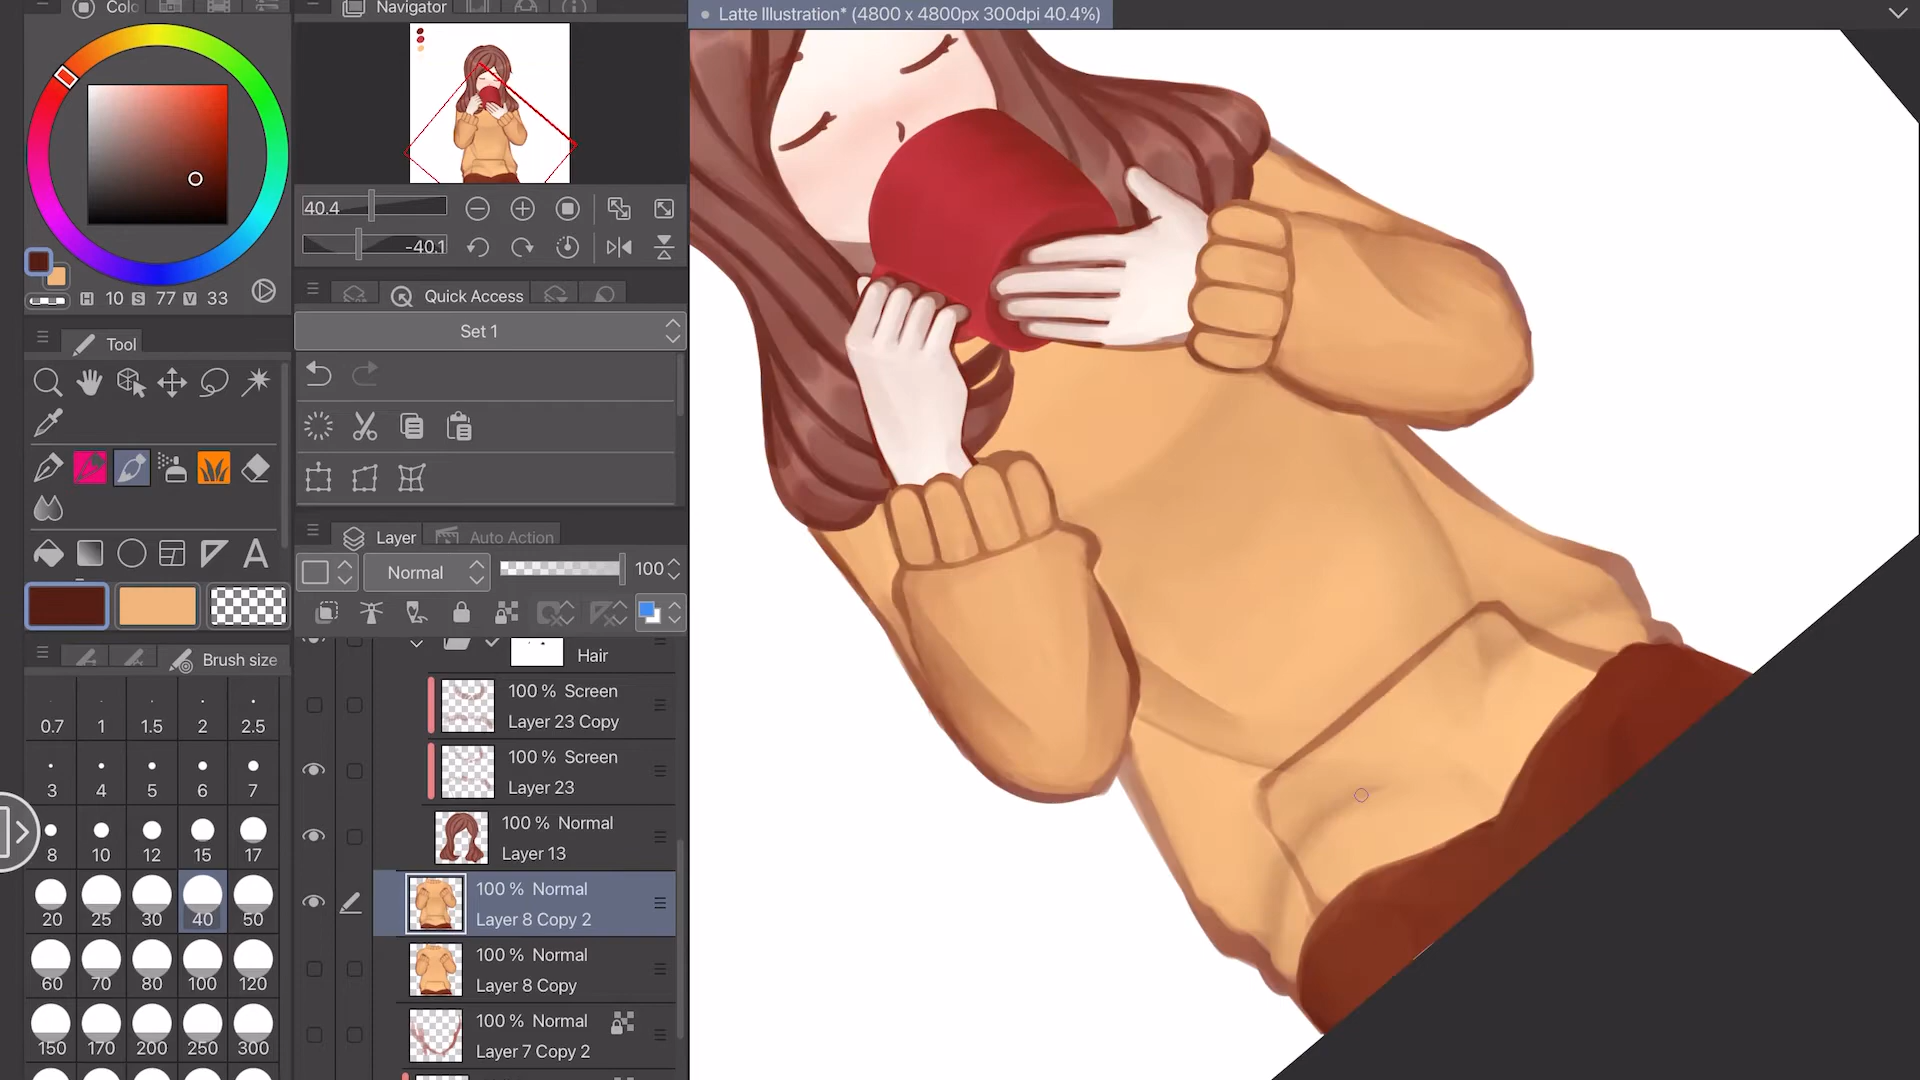 Colo
Navigator
Latte Illustration* (4800 x 4800px 300dpi 40.4%)
40.4
-40.1
H 10 S 77 V 33
Quick Access
Set 1
Tool
A
Layer
Auto Action
Normal
100
Brush size
Hair
100 % Screen
Layer 23 Copy
100 % Screen
Layer 23
100 % Normal
Layer 13
100 % Normal
Layer 8 Copy 2
100 % Normal
Layer 8 Copy
100 % Normal
Layer 7 Copy 2
0.7 1 1.5 2 2.5
3 4 5 6 7
8 10 12 15 17
20 25 30 40 50
60 70 80 100 120
150 170 200 250 300